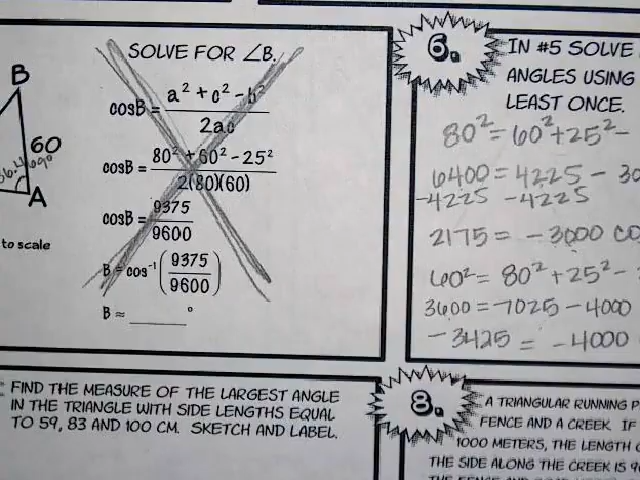 SOLVE FOR ∠B.
B
60
A
to scale
cosB = a² + c² - b² / 2ac
cosB = 80² + 60² - 25² / 2(80)(60)
cosB = 9375 / 9600
B = cos⁻¹ (9375 / 9600)
B ≈ ______°
6.
IN #5 SOLVE
ANGLES USING
LEAST ONCE.
80² = 60² + 25² -
6400 = 4225 - 30
-4225 -4225
2175 = -3000 CO
60² = 80² + 25² -
3600 = 7025 - 4000
-3425 = -4000
FIND THE MEASURE OF THE LARGEST ANGLE
IN THE TRIANGLE WITH SIDE LENGTHS EQUAL
TO 59, 83 AND 100 CM. SKETCH AND LABEL.
8.
A TRIANGULAR RUNNING P
FENCE AND A CREEK. IF
1000 METERS, THE LENGTH
THE SIDE ALONG THE CREEK IS